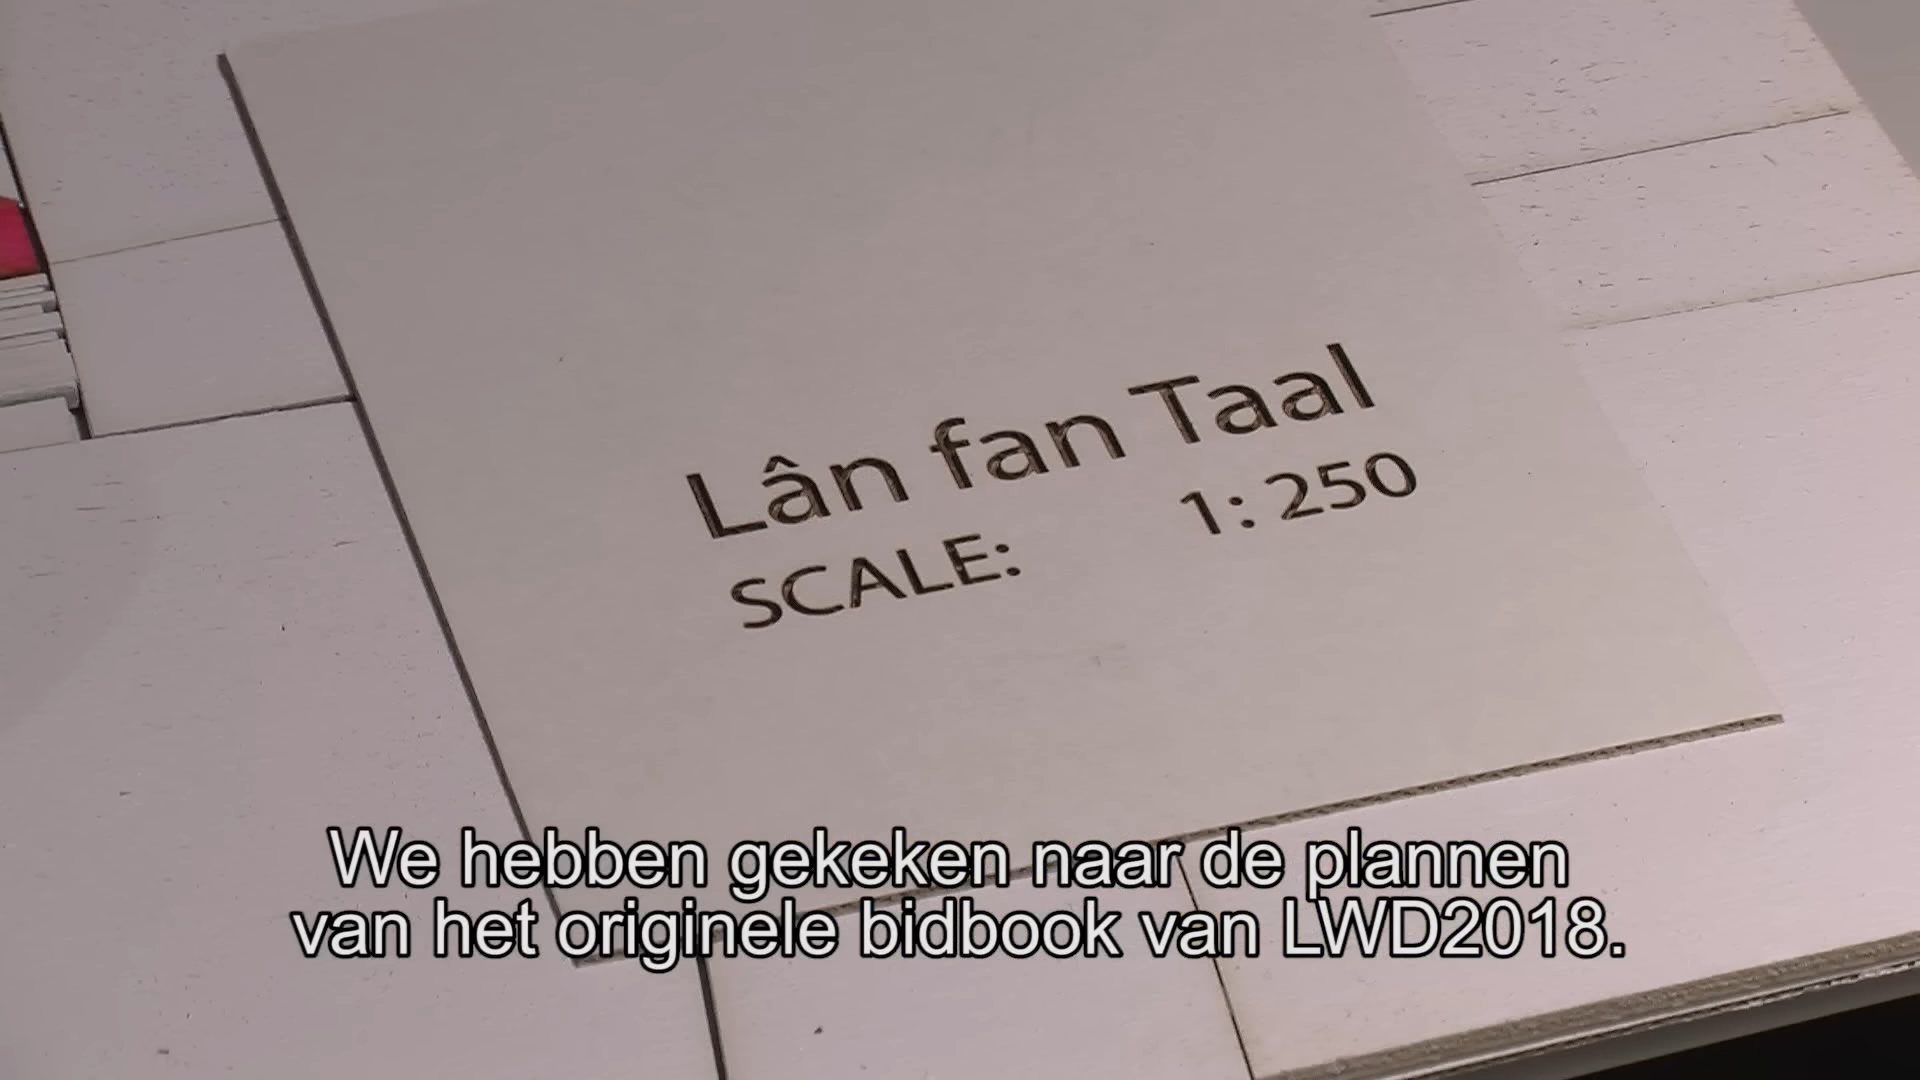 Lân fan Taal
SCALE: 1: 250
We hebben gekeken naar de plannen
van het originele bidbook van LWD2018.